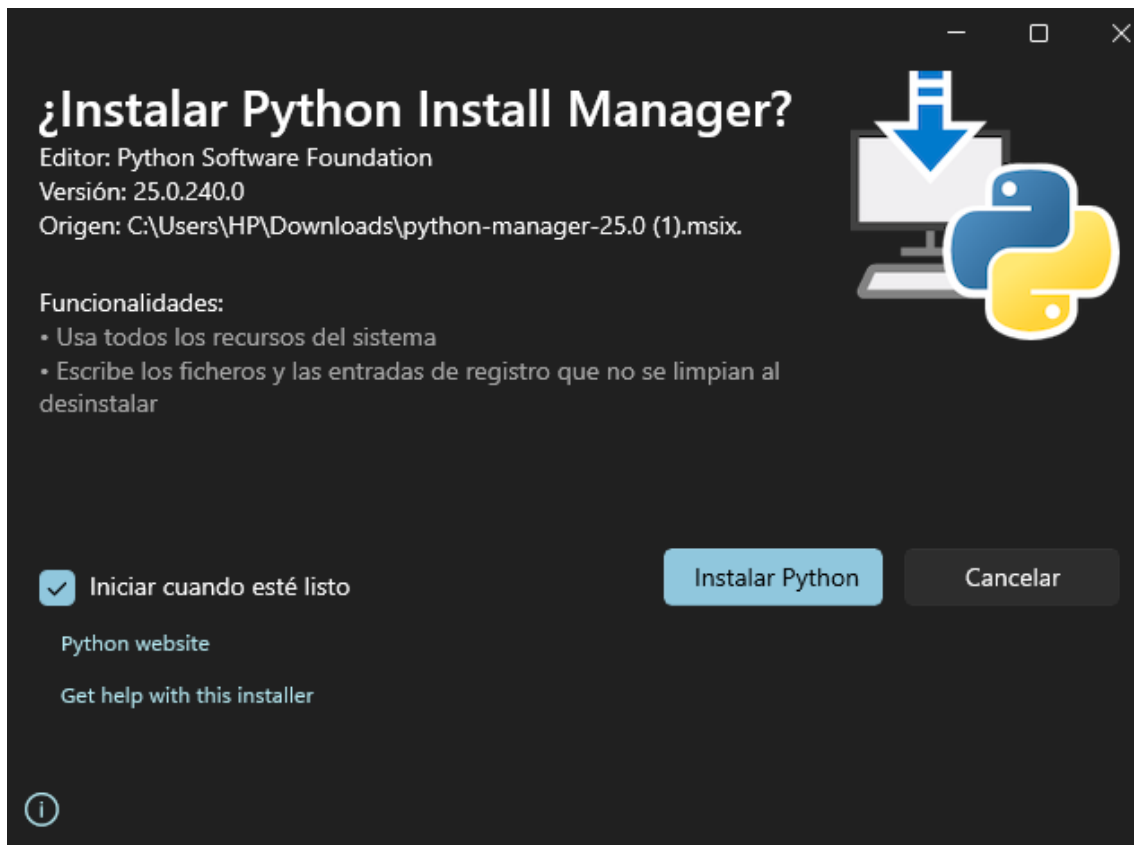 ¿Instalar Python Install Manager?
Editor: Python Software Foundation
Versión: 25.0.240.0
Origen: C:\Users\HP\Downloads\python-manager-25.0 (1).msix.
Funcionalidades:
• Usa todos los recursos del sistema
• Escribe los ficheros y las entradas de registro que no se limpian al
desinstalar
Iniciar cuando esté listo
Instalar Python
Cancelar
Python website
Get help with this installer